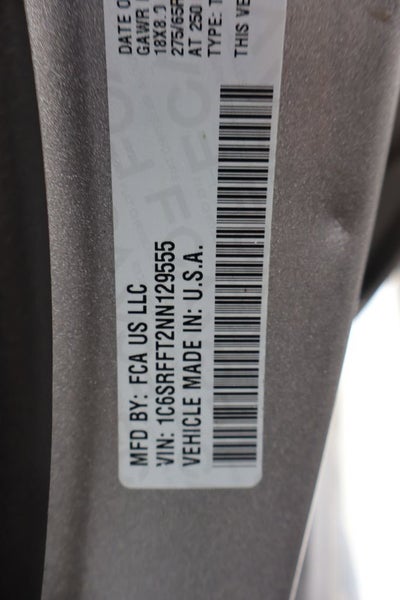 DATE O
GAWR
18X8.
275/65R
AT 250
TYPE: T
THIS VE
MFD BY: FCA US LLC
VIN: 1C6SRFFT2NN129555
VEHICLE MADE IN: U.S.A.